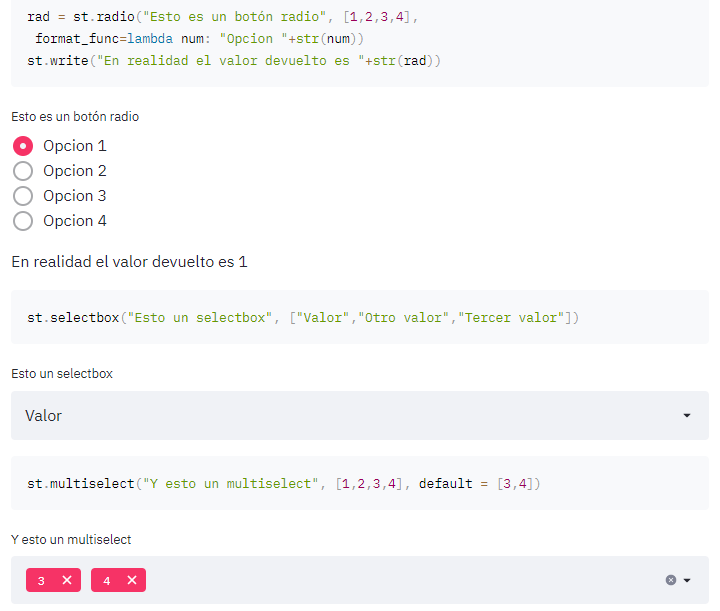 rad = st.radio("Esto es un botón radio", [1,2,3,4],
format_func=lambda num: "Opcion "+str(num))
st.write("En realidad el valor devuelto es "+str(rad))
Esto es un botón radio
Opcion 1
Opcion 2
Opcion 3
Opcion 4
En realidad el valor devuelto es 1
st.selectbox("Esto un selectbox", ["Valor","Otro valor","Tercer valor"])
Esto un selectbox
Valor
st.multiselect("Y esto un multiselect", [1,2,3,4], default = [3,4])
Y esto un multiselect
3 4